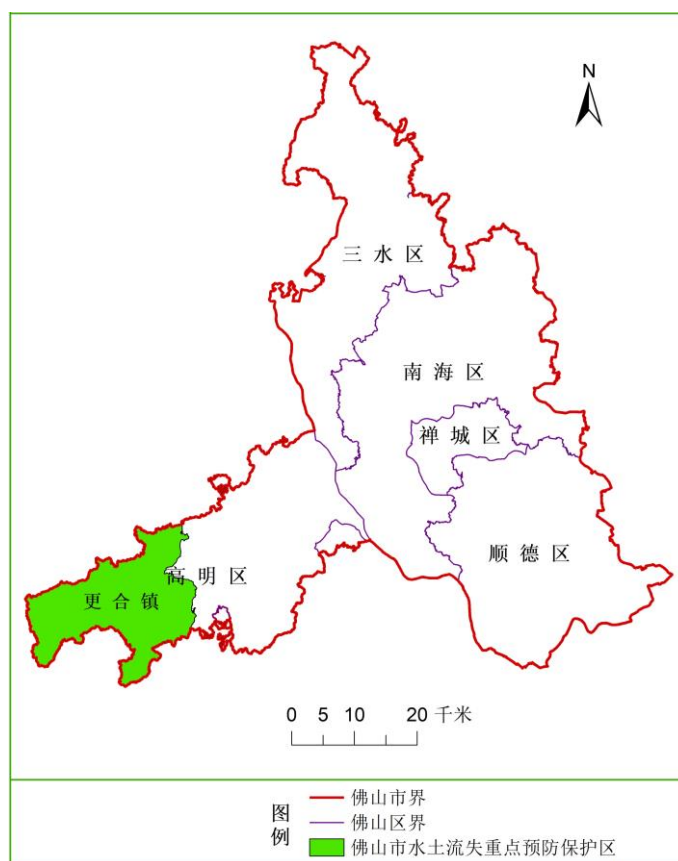 N
三水区
南海区
禅城区
顺德区
高明区
更合镇
0 5 10 20 千米
图例
佛山市界
佛山区界
佛山市水土流失重点预防保护区